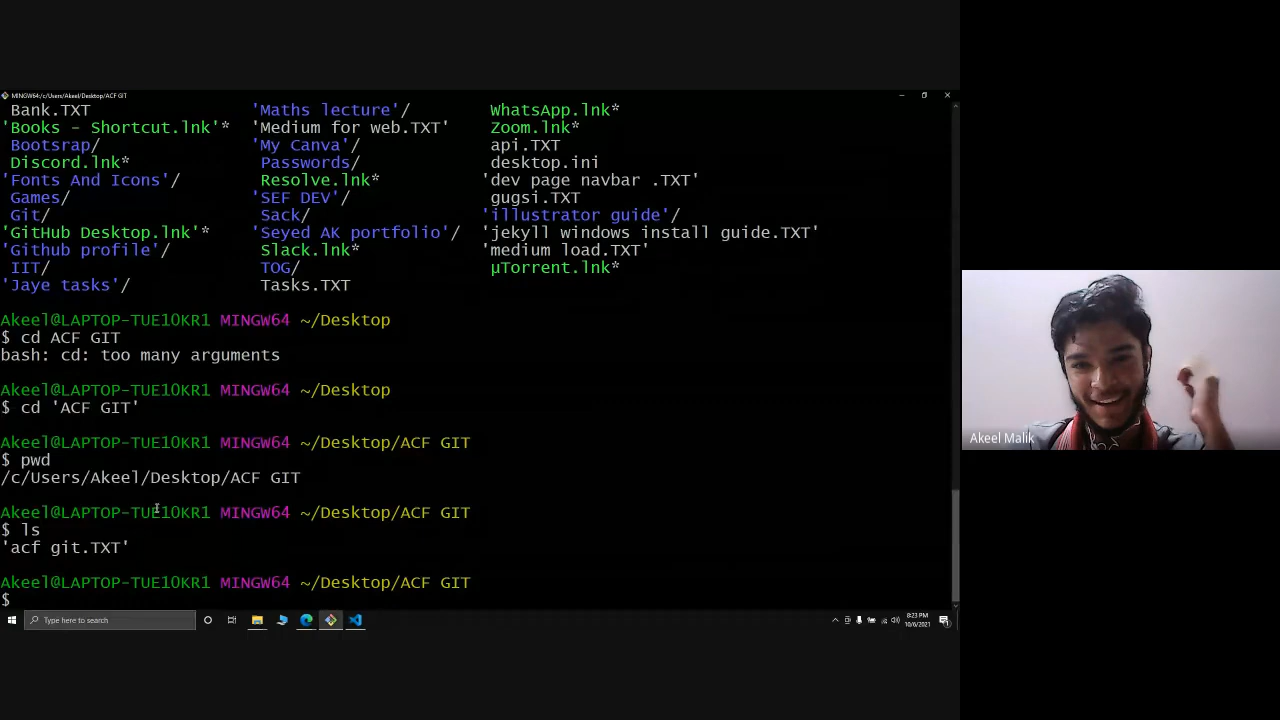 MINGW64:/c/Users/Akeel/Desktop/ACF GIT
Bank.TXT 'Maths lecture'/ WhatsApp.lnk*
'Books - Shortcut.lnk'* 'Medium for web.TXT' Zoom.lnk*
Bootsrap/ 'My Canva'/ api.TXT
Discord.lnk* Passwords/ desktop.ini
'Fonts And Icons'/ Resolve.lnk* 'dev page navbar .TXT'
Games/ 'SEF DEV'/ gugsi.TXT
Git/ Sack/ 'illustrator guide'/
'GitHub Desktop.lnk'* 'Seyed AK portfolio'/ 'jekyll windows install guide.TXT'
'Github profile'/ Slack.lnk* 'medium load.TXT'
IIT/ TOG/ µTorrent.lnk*
'Jaye tasks'/ Tasks.TXT
Akeel@LAPTOP-TUE1OKR1 MINGW64 ~/Desktop
$ cd ACF GIT
bash: cd: too many arguments
Akeel@LAPTOP-TUE1OKR1 MINGW64 ~/Desktop
$ cd 'ACF GIT'
Akeel@LAPTOP-TUE1OKR1 MINGW64 ~/Desktop/ACF GIT
$ pwd
/c/Users/Akeel/Desktop/ACF GIT
Akeel@LAPTOP-TUE1OKR1 MINGW64 ~/Desktop/ACF GIT
$ ls
'acf git.TXT'
Akeel@LAPTOP-TUE1OKR1 MINGW64 ~/Desktop/ACF GIT
$
Type here to search
8:23 PM
10/6/2021
Akeel Malik